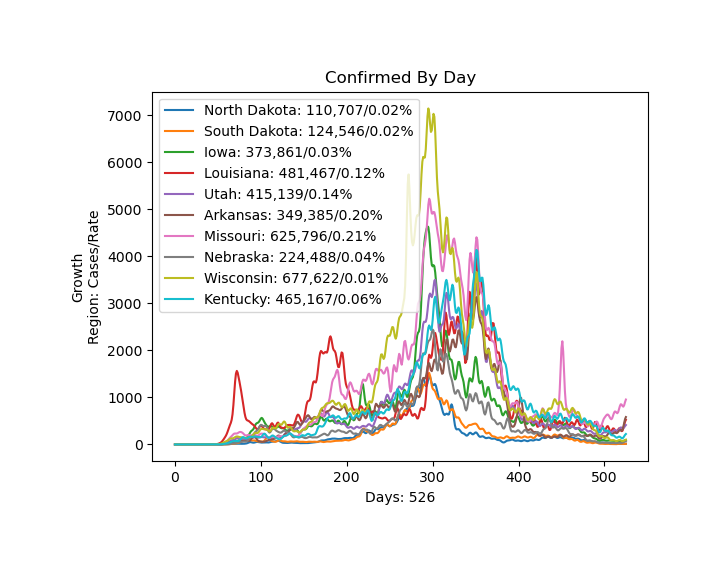 Confirmed By Day
Growth
Region: Cases/Rate
7000
6000
5000
4000
3000
2000
1000
0
North Dakota: 110,707/0.02%
South Dakota: 124,546/0.02%
Iowa: 373,861/0.03%
Louisiana: 481,467/0.12%
Utah: 415,139/0.14%
Arkansas: 349,385/0.20%
Missouri: 625,796/0.21%
Nebraska: 224,488/0.04%
Wisconsin: 677,622/0.01%
Kentucky: 465,167/0.06%
0 100 200 300 400 500
Days: 526